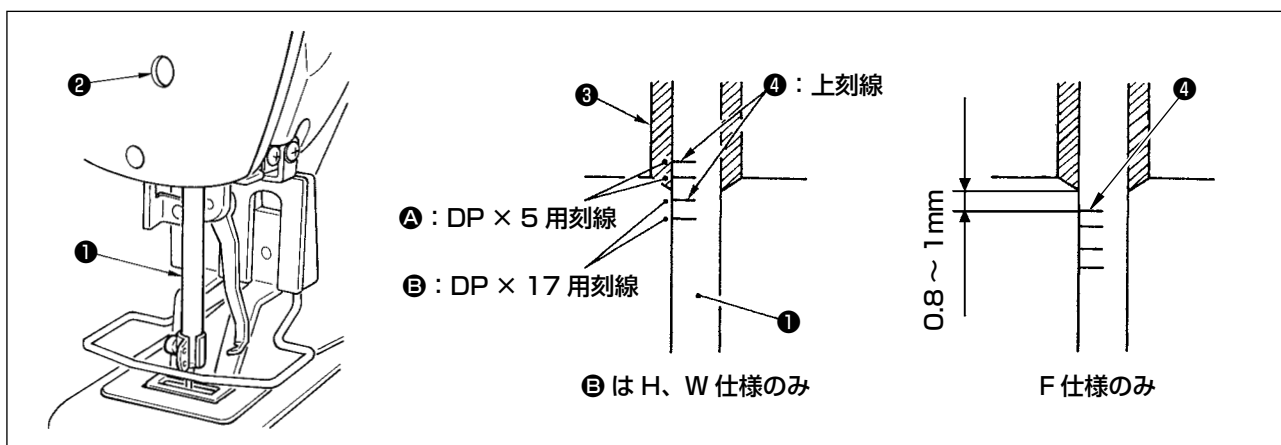 ❷
❶
❸
❹：上刻線
Ⓐ：DP × 5 用刻線
Ⓑ：DP × 17 用刻線
❶
Ⓑ は H、W 仕様のみ
❹
0.8 ～ 1mm
F 仕様のみ